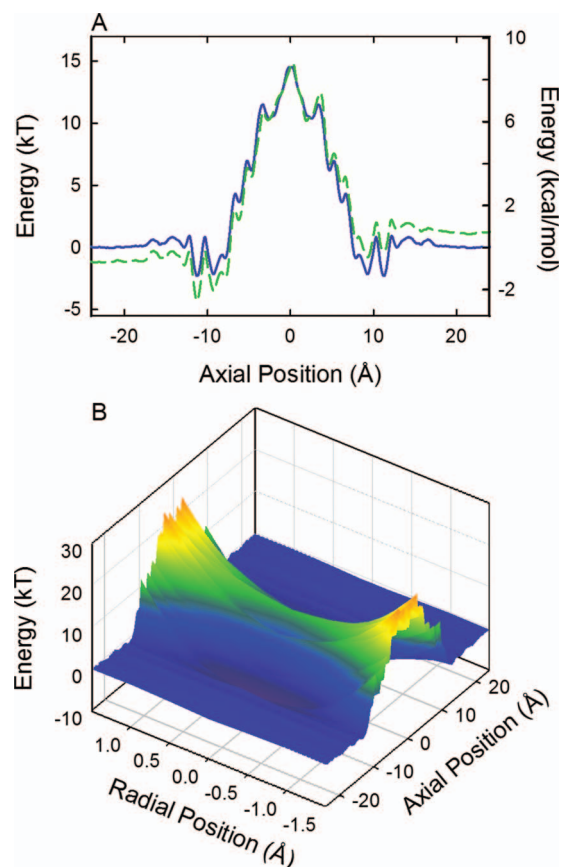 A
15
10
5
0
-5
Energy (kT)
10
6
2
-2
Energy (kcal/mol)
-20 -10 0 10 20
Axial Position (Å)
B
30
20
10
0
-10
Energy (kT)
1.0 0.5 0.0 -0.5 -1.0 -1.5
Radial Position (Å)
-20 -10 0 10 20
Axial Position (Å)